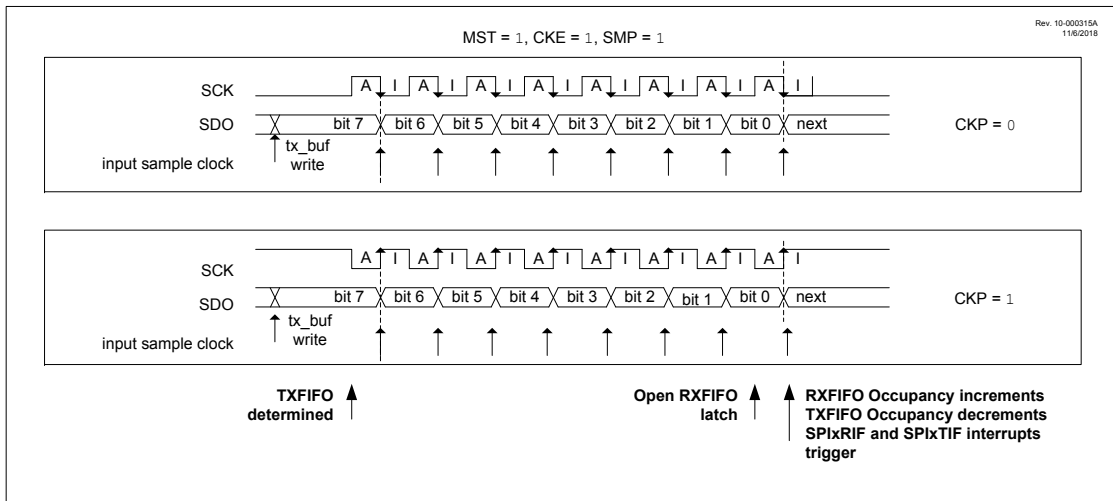 Rev. 10-000315A
11/6/2018
MST = 1, CKE = 1, SMP = 1
SCK A I A I A I A I A I A I A I A I
SDO bit 7 bit 6 bit 5 bit 4 bit 3 bit 2 bit 1 bit 0 next CKP = 0
tx_buf
input sample clock write
SCK A I A I A I A I A I A I A I A I
SDO bit 7 bit 6 bit 5 bit 4 bit 3 bit 2 bit 1 bit 0 next CKP = 1
tx_buf
input sample clock write
TXFIFO
determined
Open RXFIFO
latch
RXFIFO Occupancy increments
TXFIFO Occupancy decrements
SPIxRIF and SPIxTIF interrupts
trigger